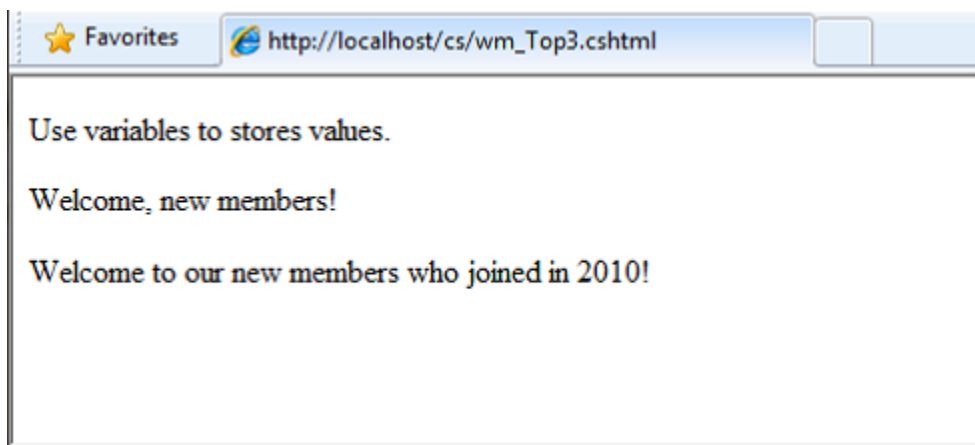 Favorites
http://localhost/cs/wm_Top3.cshtml
Use variables to stores values.
Welcome, new members!
Welcome to our new members who joined in 2010!